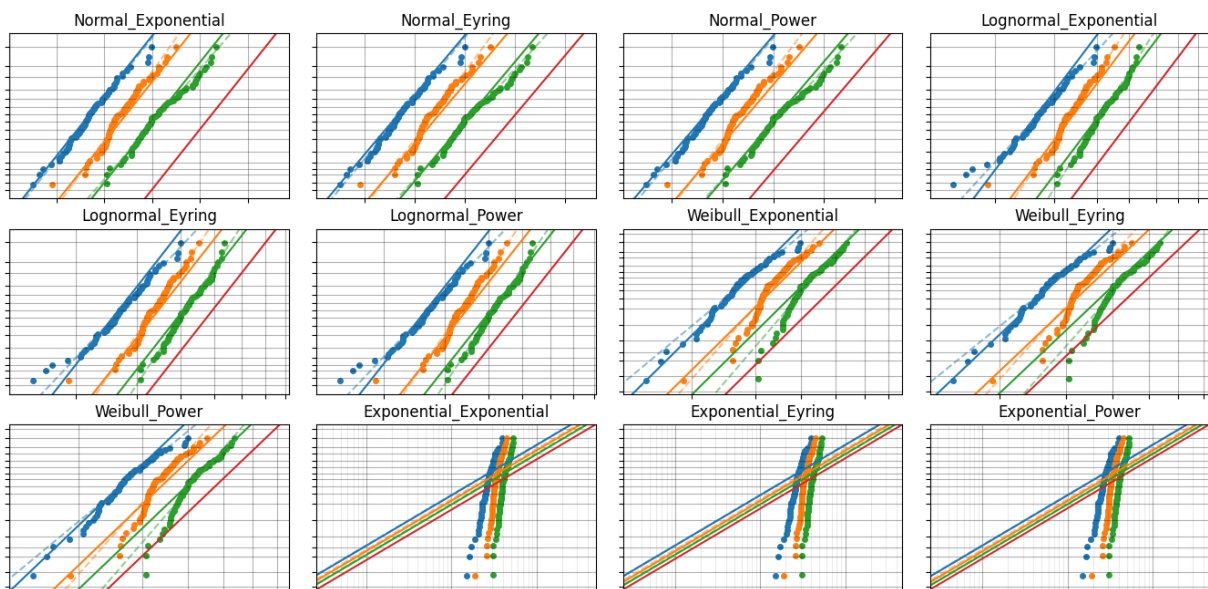 Normal_Exponential
Normal_Eyring
Normal_Power
Lognormal_Exponential
Lognormal_Eyring
Lognormal_Power
Weibull_Exponential
Weibull_Eyring
Weibull_Power
Exponential_Exponential
Exponential_Eyring
Exponential_Power